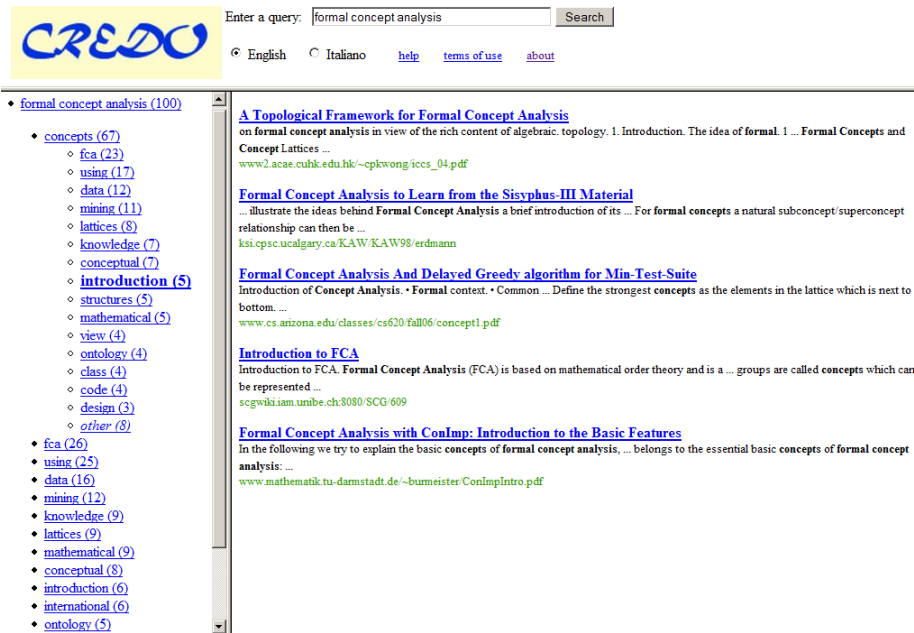 CREDO
Enter a query: formal concept analysis Search
English Italiano help terms of use about
formal concept analysis (100)
concepts (67)
fca (23)
using (17)
data (12)
mining (11)
lattices (8)
knowledge (7)
conceptual (7)
introduction (5)
structures (5)
mathematical (5)
view (4)
ontology (4)
class (4)
code (4)
design (3)
other (8)
fca (26)
using (25)
data (16)
mining (12)
knowledge (9)
lattices (9)
mathematical (9)
conceptual (8)
introduction (6)
international (6)
ontology (5)
A Topological Framework for Formal Concept Analysis
on formal concept analysis in view of the rich content of algebraic. topology. 1. Introduction. The idea of formal. 1 ... Formal Concepts and
Concept Lattices ...
www2.acae.cuhk.edu.hk/~cpkwong/iccs_04.pdf
Formal Concept Analysis to Learn from the Sisyphus-III Material
... illustrate the ideas behind Formal Concept Analysis a brief introduction of its ... For formal concepts a natural subconcept/superconcept
relationship can then be ...
ksi.cpsc.ucalgary.ca/KAW/KAW98/erdmann
Formal Concept Analysis And Delayed Greedy algorithm for Min-Test-Suite
Introduction of Concept Analysis. • Formal context. • Common ... Define the strongest concepts as the elements in the lattice which is next to
bottom. ...
www.cs.arizona.edu/classes/cs620/fall06/concept1.pdf
Introduction to FCA
Introduction to FCA. Formal Concept Analysis (FCA) is based on mathematical order theory and is a ... groups are called concepts which can
be represented ...
scgwiki.iam.unibe.ch:8080/SCG/609
Formal Concept Analysis with ConImp: Introduction to the Basic Features
In the following we try to explain the basic concepts of formal concept analysis, ... belongs to the essential basic concepts of formal concept
analysis: ...
www.mathematik.tu-darmstadt.de/~burmeister/ConImpIntro.pdf